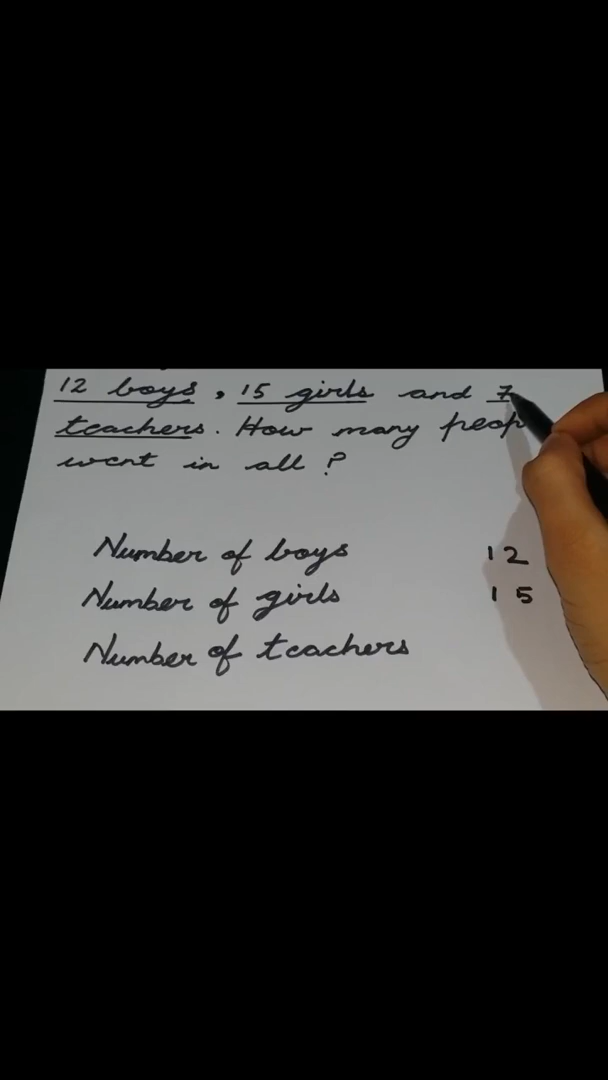 12 boys, 15 girls and 7
teachers. How many peop
went in all ?
Number of boys 12
Number of girls 15
Number of teachers